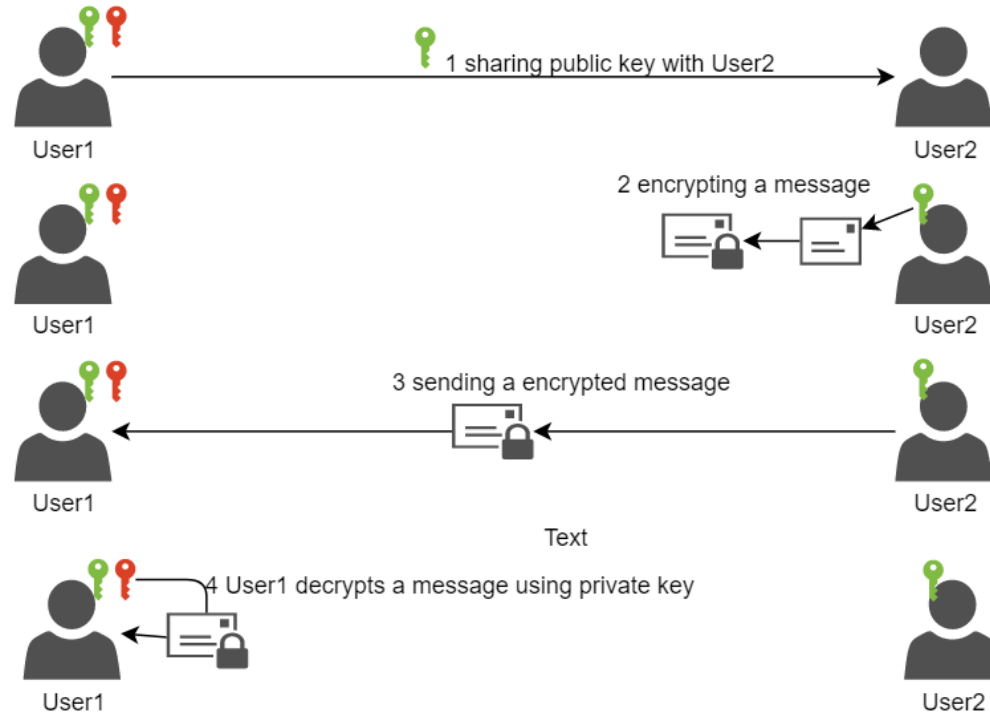 1 sharing public key with User2
User1
User2
2 encrypting a message
User1
User2
3 sending a encrypted message
User1
User2
Text
4 User1 decrypts a message using private key
User1
User2